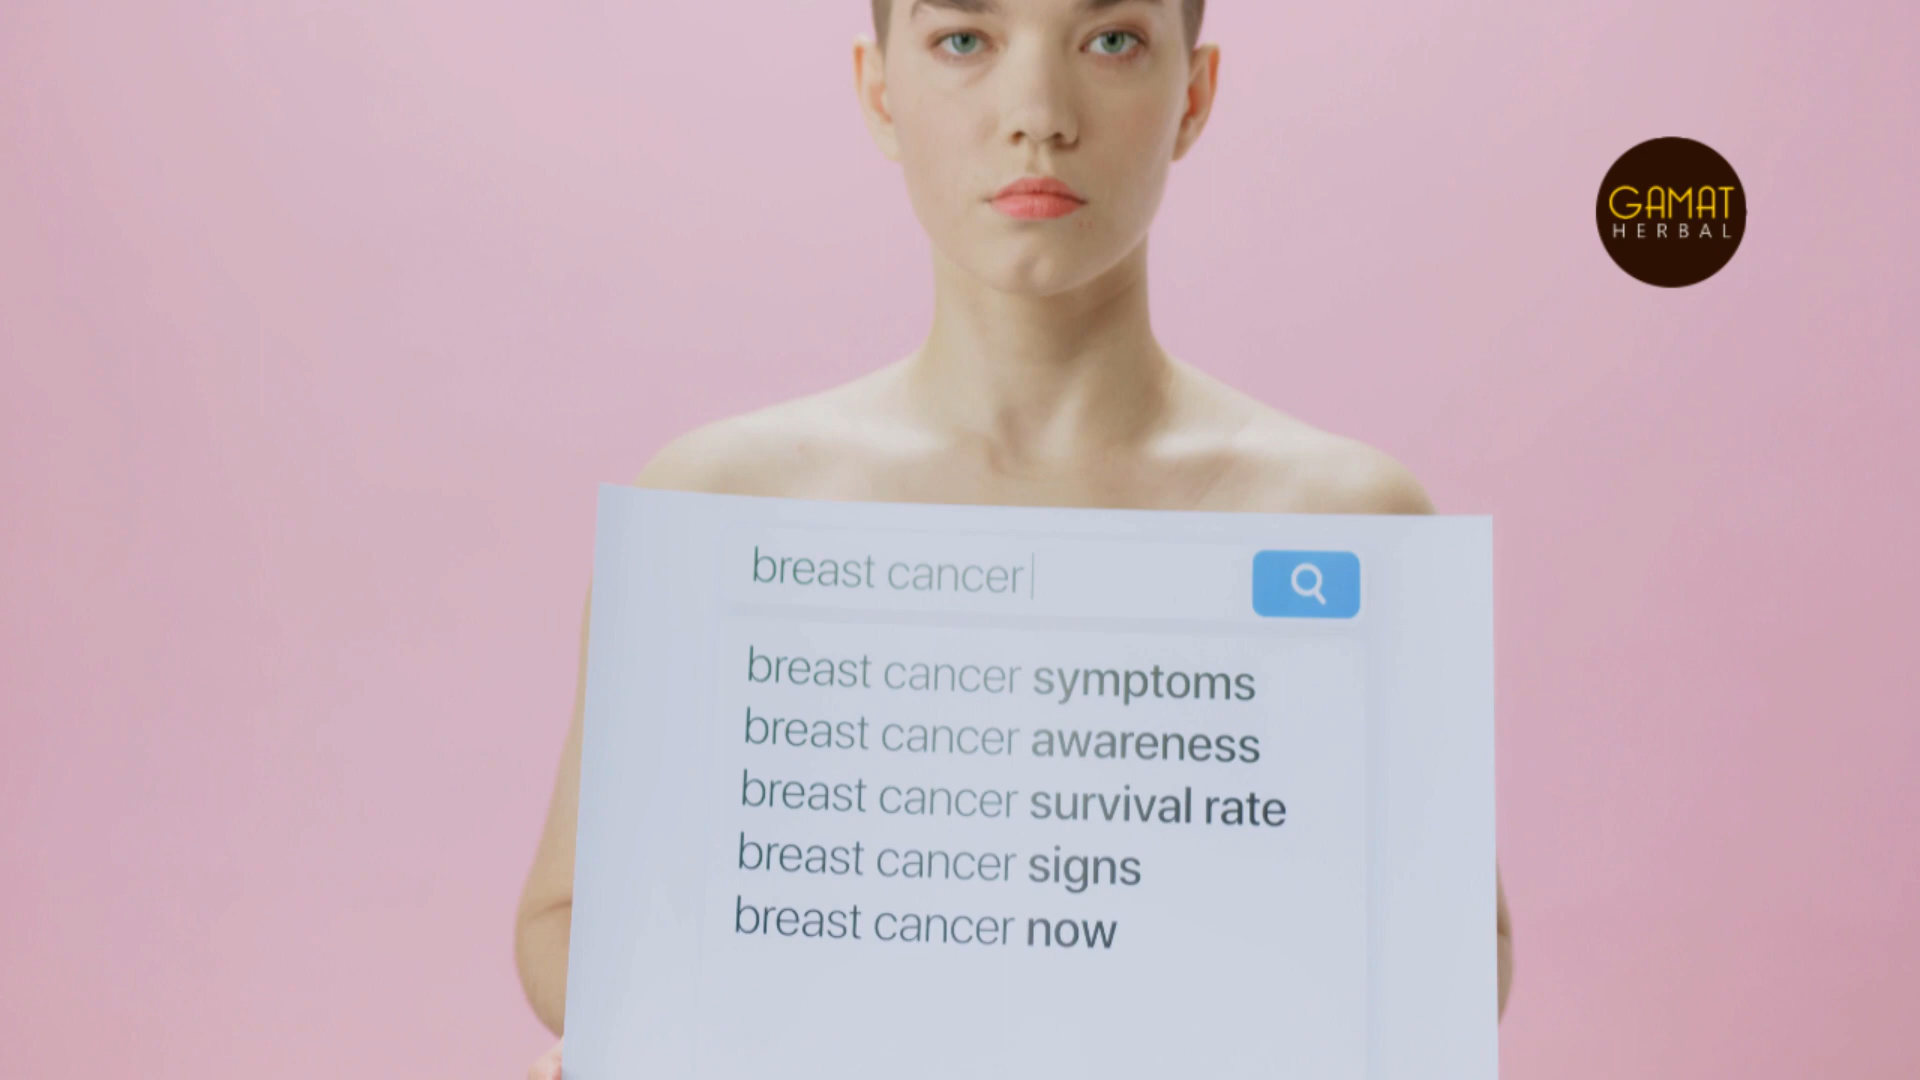 GAMAT
HERBAL
breast cancer
breast cancer symptoms
breast cancer awareness
breast cancer survival rate
breast cancer signs
breast cancer now